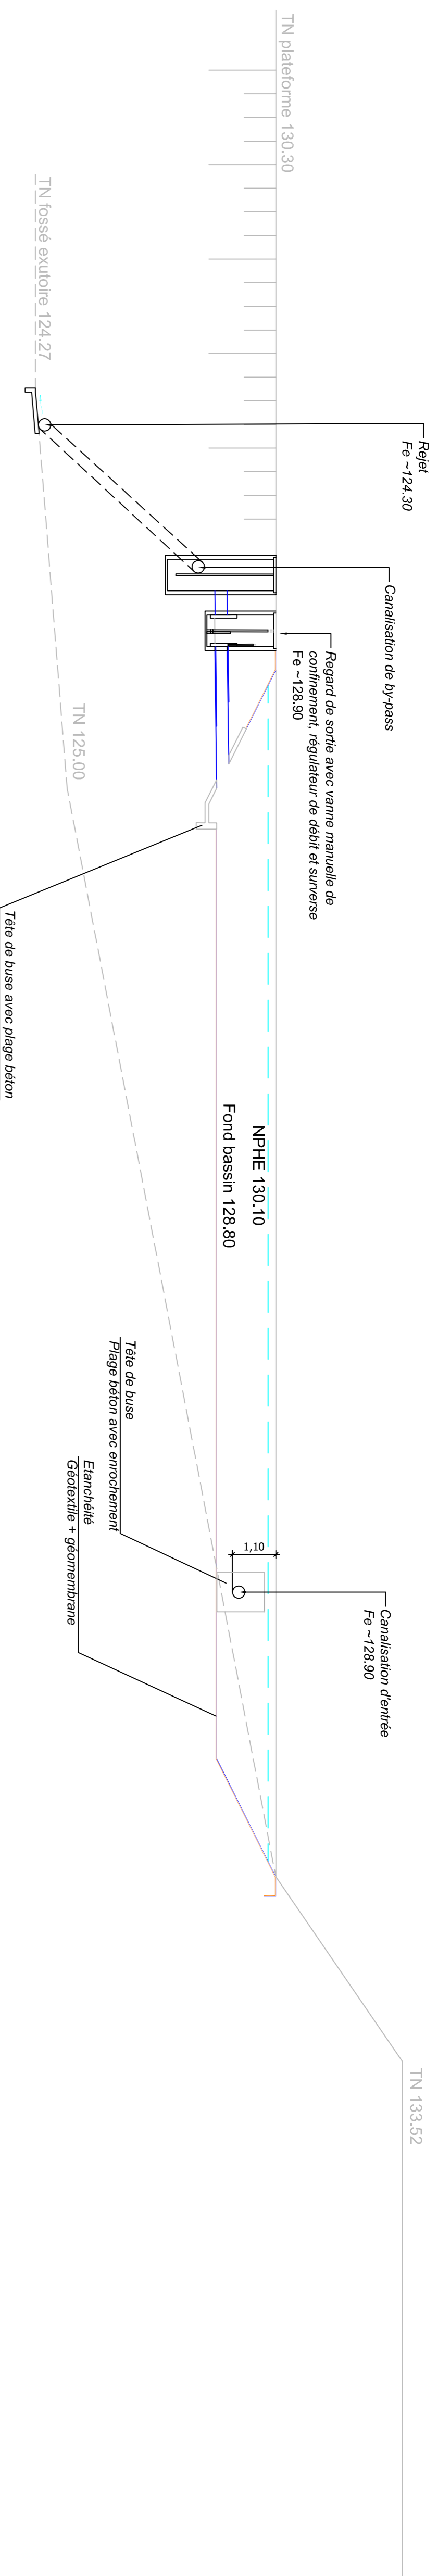 TN plateforme 130.30
TN fossé exutoire 124.27
Rejet
Fe ~124.30
Canalisation de by-pass
Regard de sortie avec vanne manuelle de
confinement, régulateur de débit et surverse
Fe ~128.90
TN 125.00
Tête de buse avec plage béton
NPHE 130.10
Fond bassin 128.80
Tête de buse
Plage béton avec enrochement
Etanchéité
Géotextile + géomembrane
1,10
Canalisation d'entrée
Fe ~128.90
TN 133.52